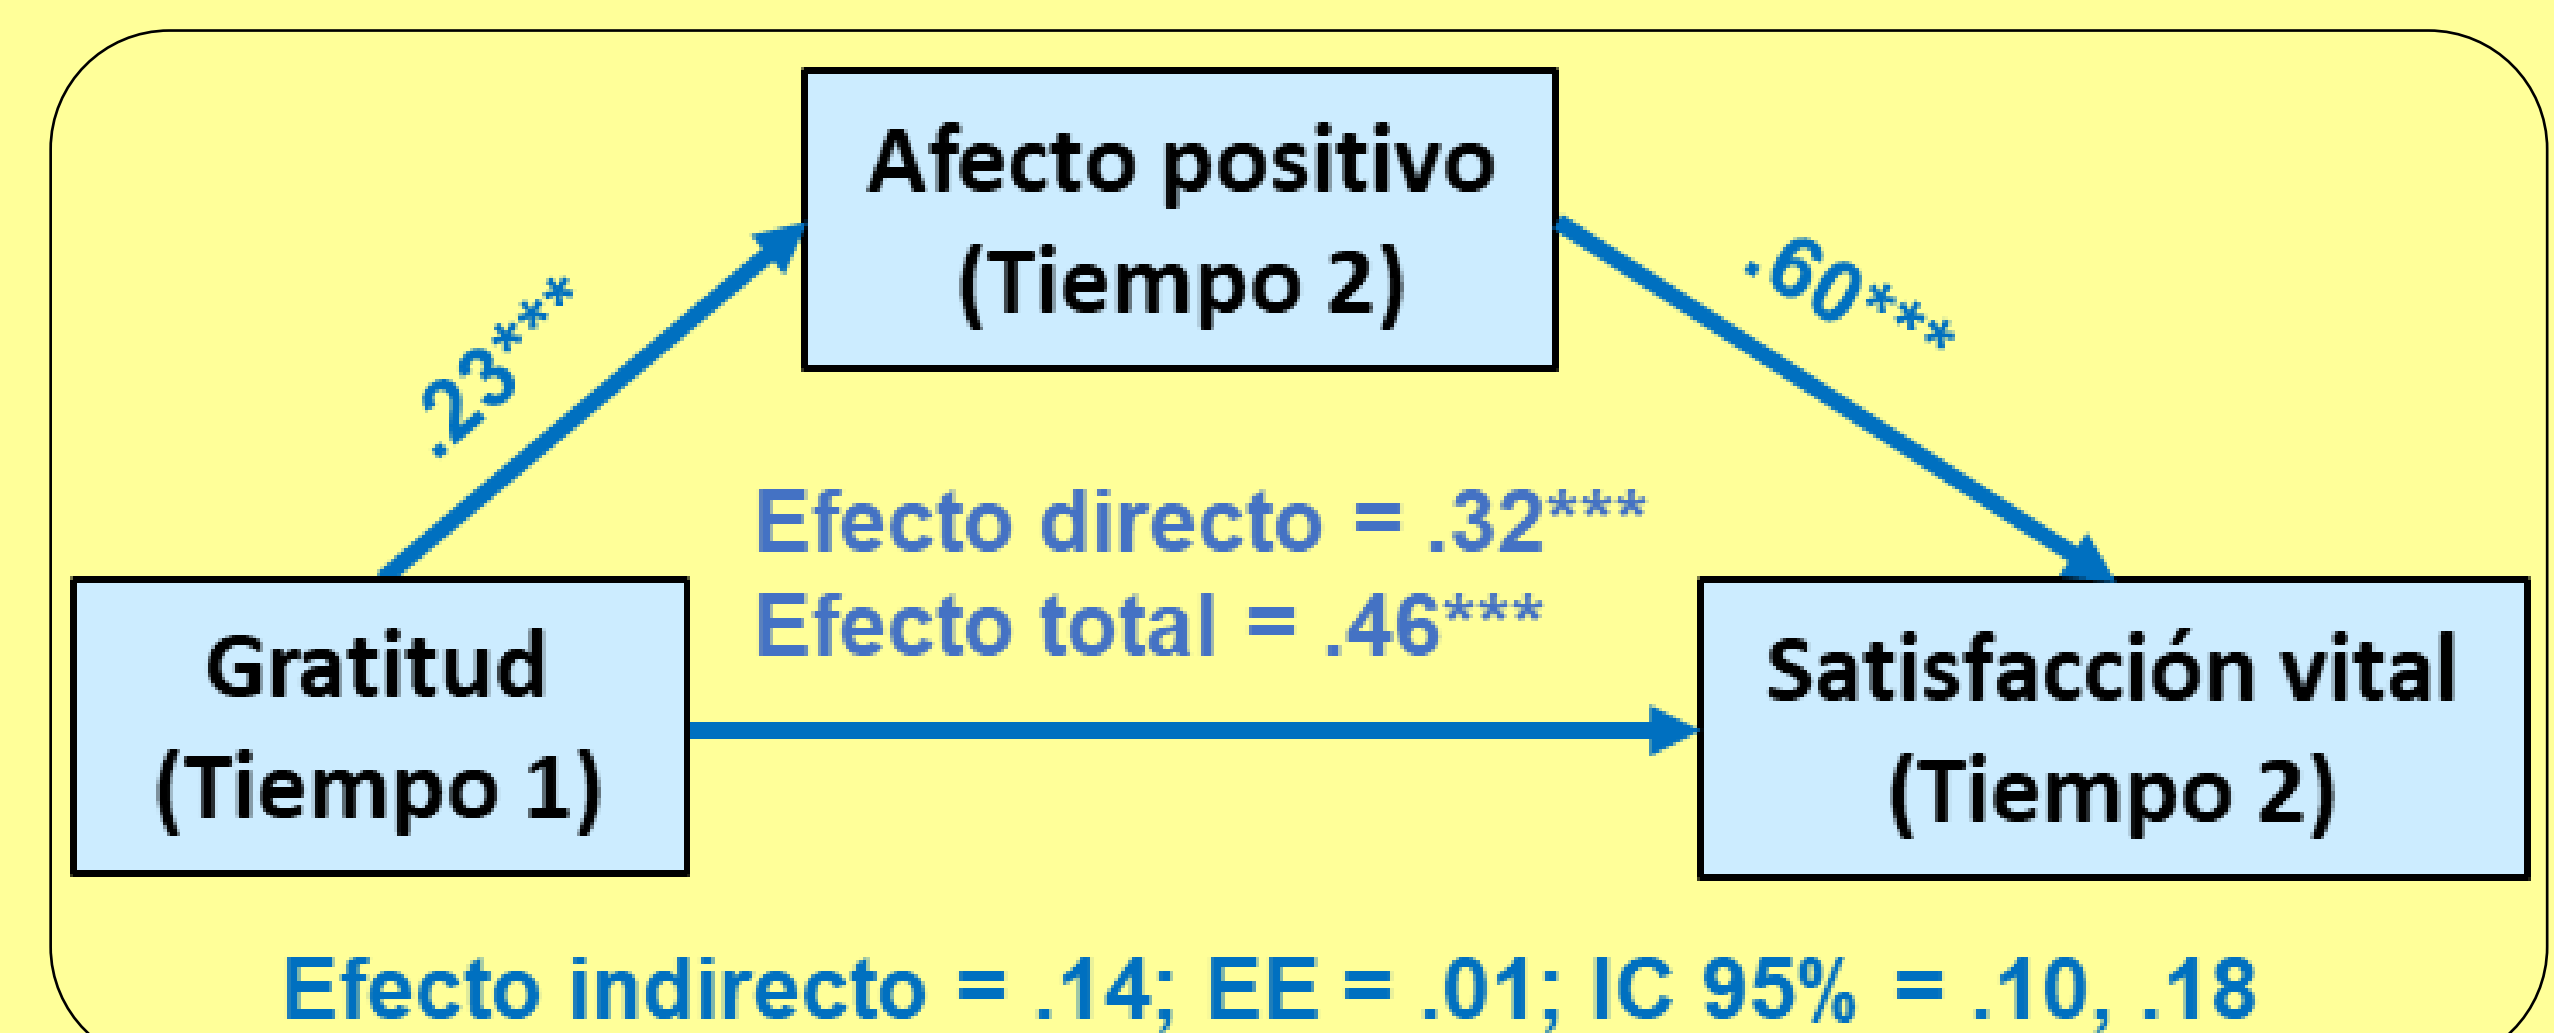 Afecto positivo
(Tiempo 2)
.23***
.60***
Efecto directo = .32***
Efecto total = .46***
Gratitud
(Tiempo 1)
Satisfacción vital
(Tiempo 2)
Efecto indirecto = .14; EE = .01; IC 95% = .10, .18